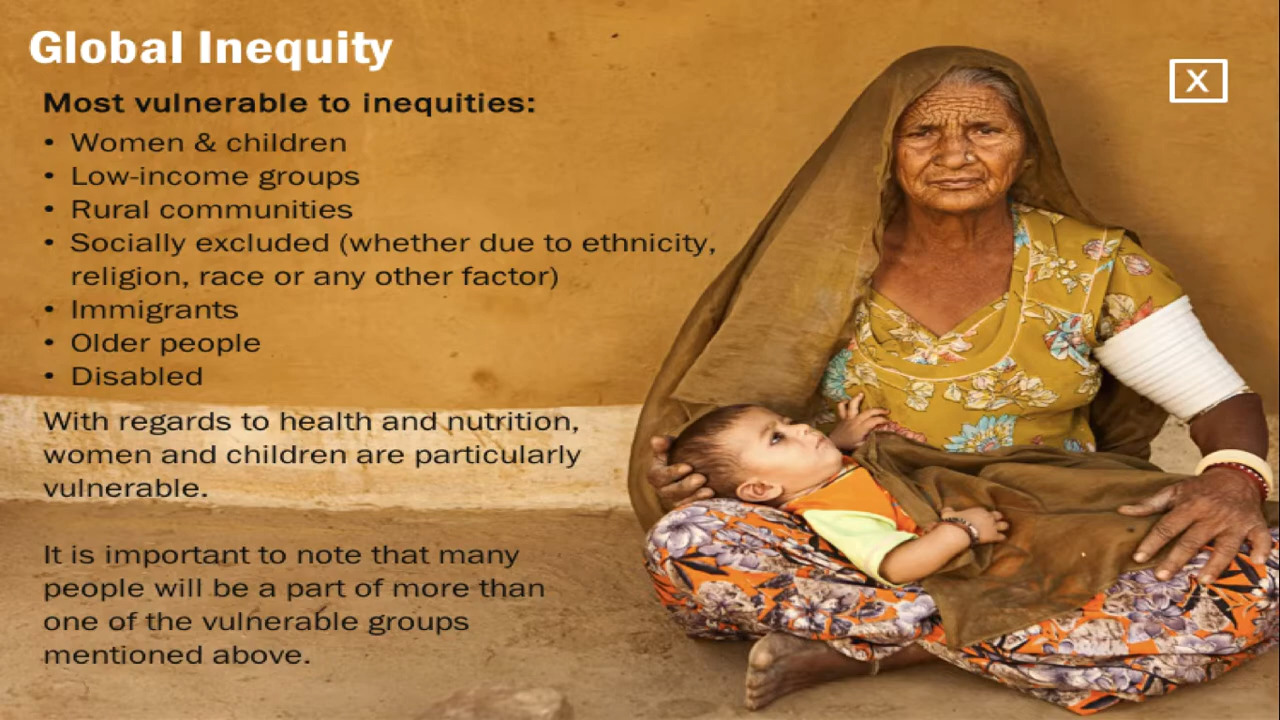 Global Inequity
X
Most vulnerable to inequities:
• Women & children
• Low-income groups
• Rural communities
• Socially excluded (whether due to ethnicity,
religion, race or any other factor)
• Immigrants
• Older people
• Disabled
With regards to health and nutrition,
women and children are particularly
vulnerable.
It is important to note that many
people will be a part of more than
one of the vulnerable groups
mentioned above.